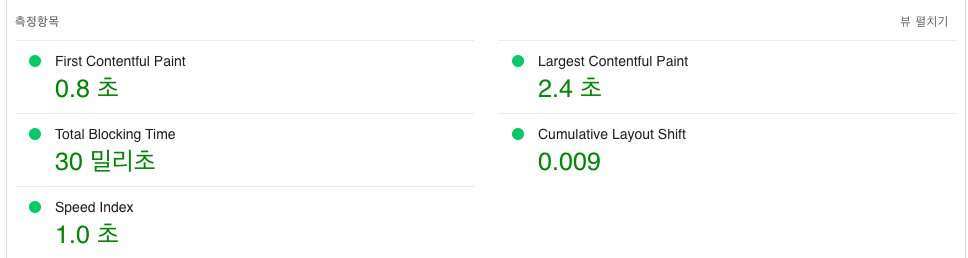 측정항목
뷰 펼치기
First Contentful Paint
0.8 초
Largest Contentful Paint
2.4 초
Total Blocking Time
30 밀리초
Cumulative Layout Shift
0.009
Speed Index
1.0 초